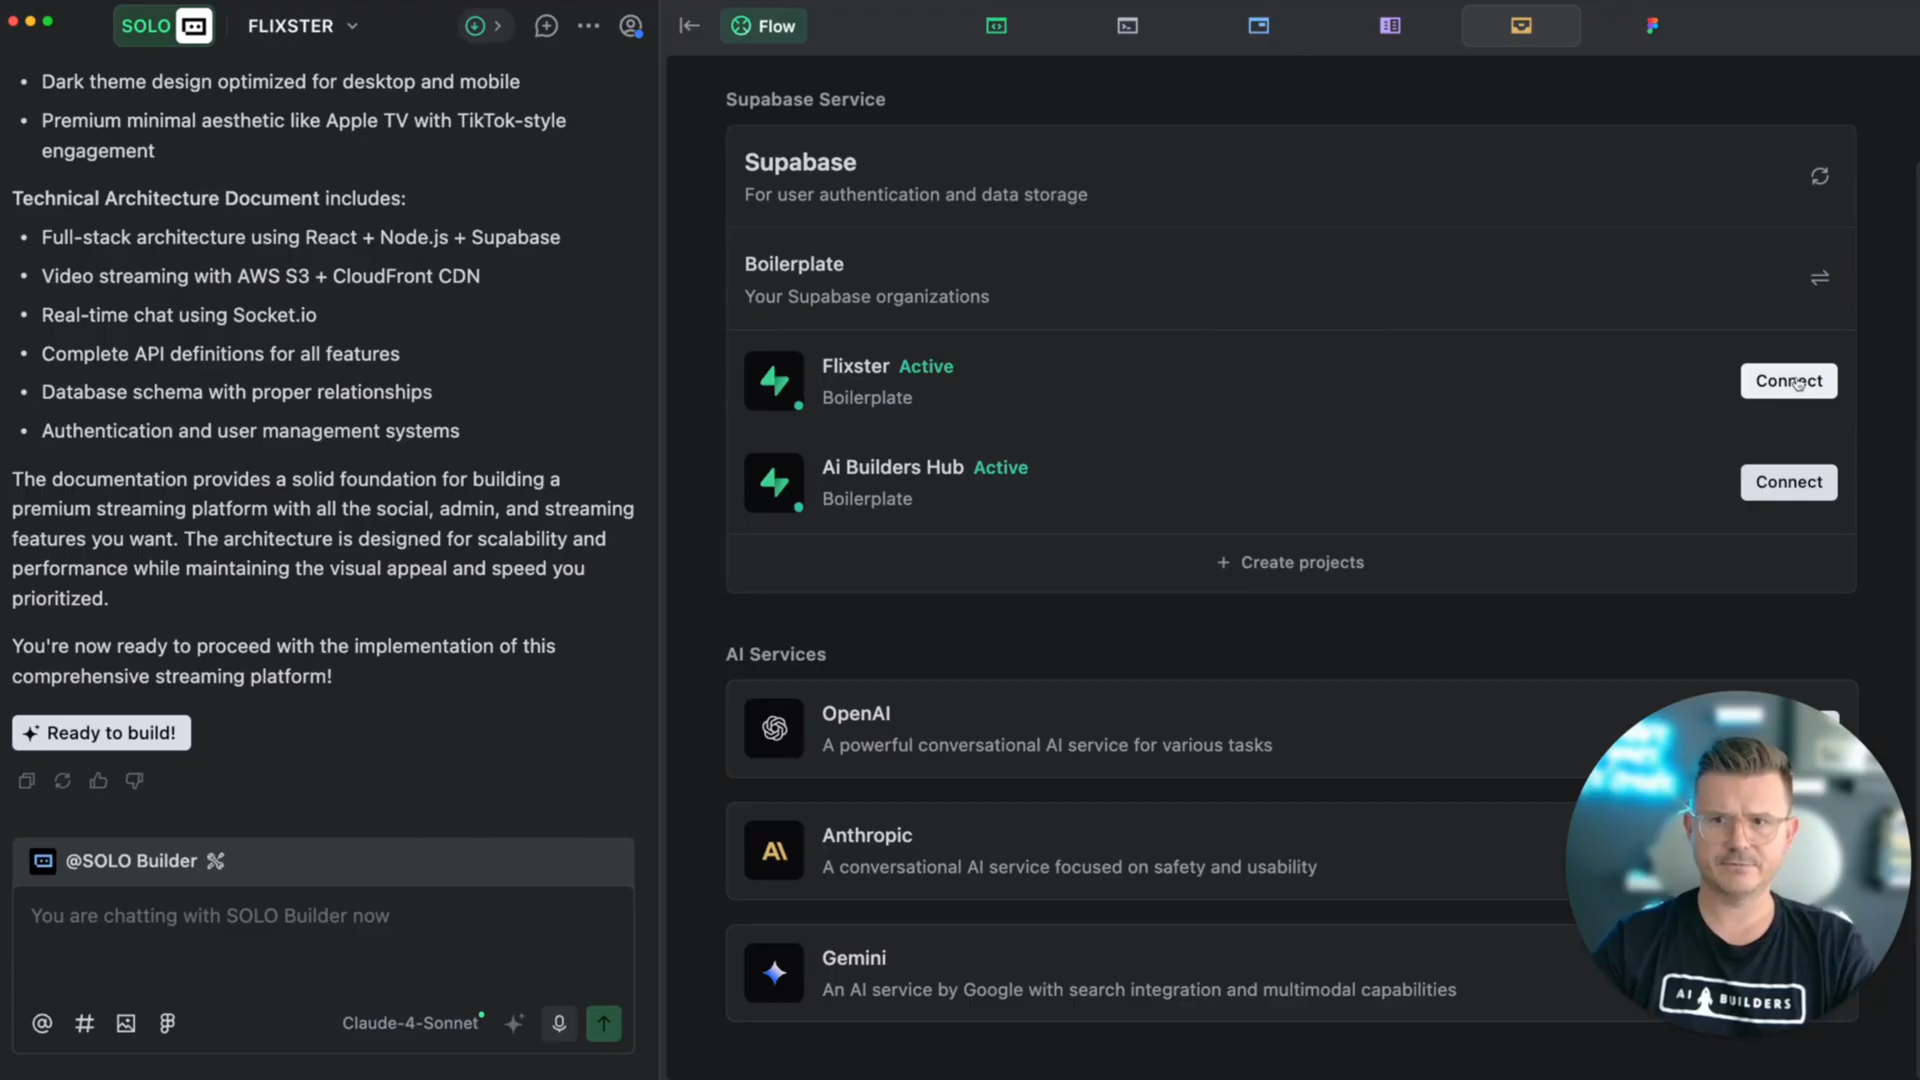 SOLO
FLIXSTER
Flow
• Dark theme design optimized for desktop and mobile
• Premium minimal aesthetic like Apple TV with TikTok-style
engagement
Technical Architecture Document includes:
• Full-stack architecture using React + Node.js + Supabase
• Video streaming with AWS S3 + CloudFront CDN
• Real-time chat using Socket.io
• Complete API definitions for all features
• Database schema with proper relationships
• Authentication and user management systems
The documentation provides a solid foundation for building a
premium streaming platform with all the social, admin, and streaming
features you want. The architecture is designed for scalability and
performance while maintaining the visual appeal and speed you
prioritized.
You're now ready to proceed with the implementation of this
comprehensive streaming platform!
Ready to build!
@SOLO Builder
You are chatting with SOLO Builder now
Claude-4-Sonnet
Supabase Service
Supabase
For user authentication and data storage
Boilerplate
Your Supabase organizations
Flixster Active
Boilerplate
Connect
Ai Builders Hub Active
Boilerplate
Connect
+ Create projects
AI Services
OpenAI
A powerful conversational AI service for various tasks
Anthropic
A conversational AI service focused on safety and usability
Gemini
An AI service by Google with search integration and multimodal capabilities
AI BUILDERS